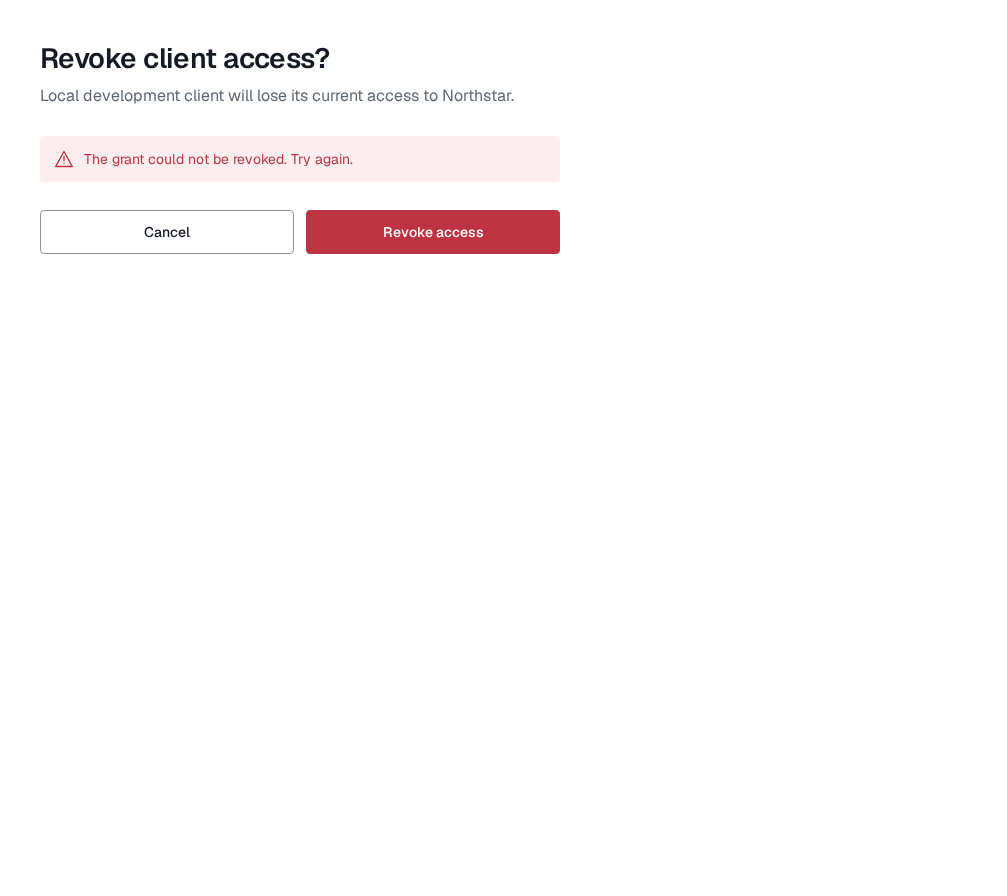 Revoke client access?
Local development client will lose its current access to Northstar.
The grant could not be revoked. Try again.
Cancel
Revoke access